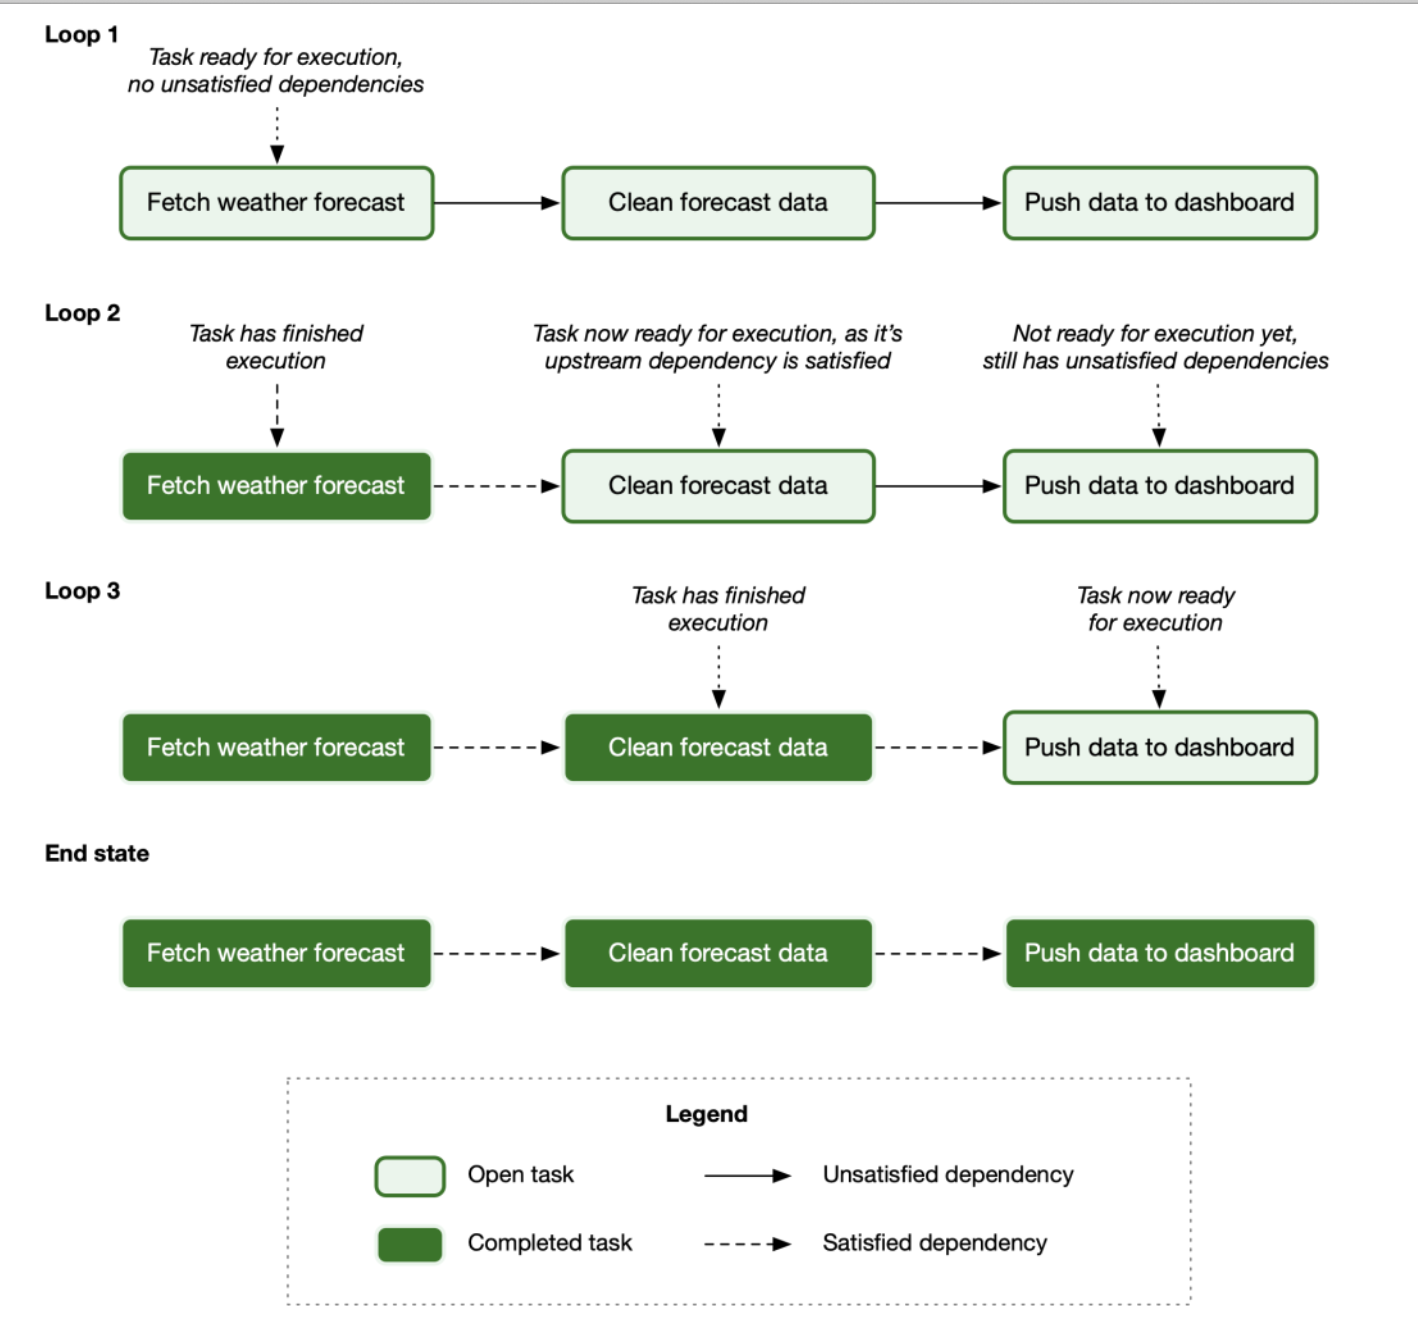 Loop 1
Task ready for execution,
no unsatisfied dependencies
Fetch weather forecast
Clean forecast data
Push data to dashboard
Loop 2
Task has finished
execution
Task now ready for execution, as it's
upstream dependency is satisfied
Not ready for execution yet,
still has unsatisfied dependencies
Fetch weather forecast
Clean forecast data
Push data to dashboard
Loop 3
Task has finished
execution
Task now ready
for execution
Fetch weather forecast
Clean forecast data
Push data to dashboard
End state
Fetch weather forecast
Clean forecast data
Push data to dashboard
Legend
Open task
Unsatisfied dependency
Completed task
Satisfied dependency